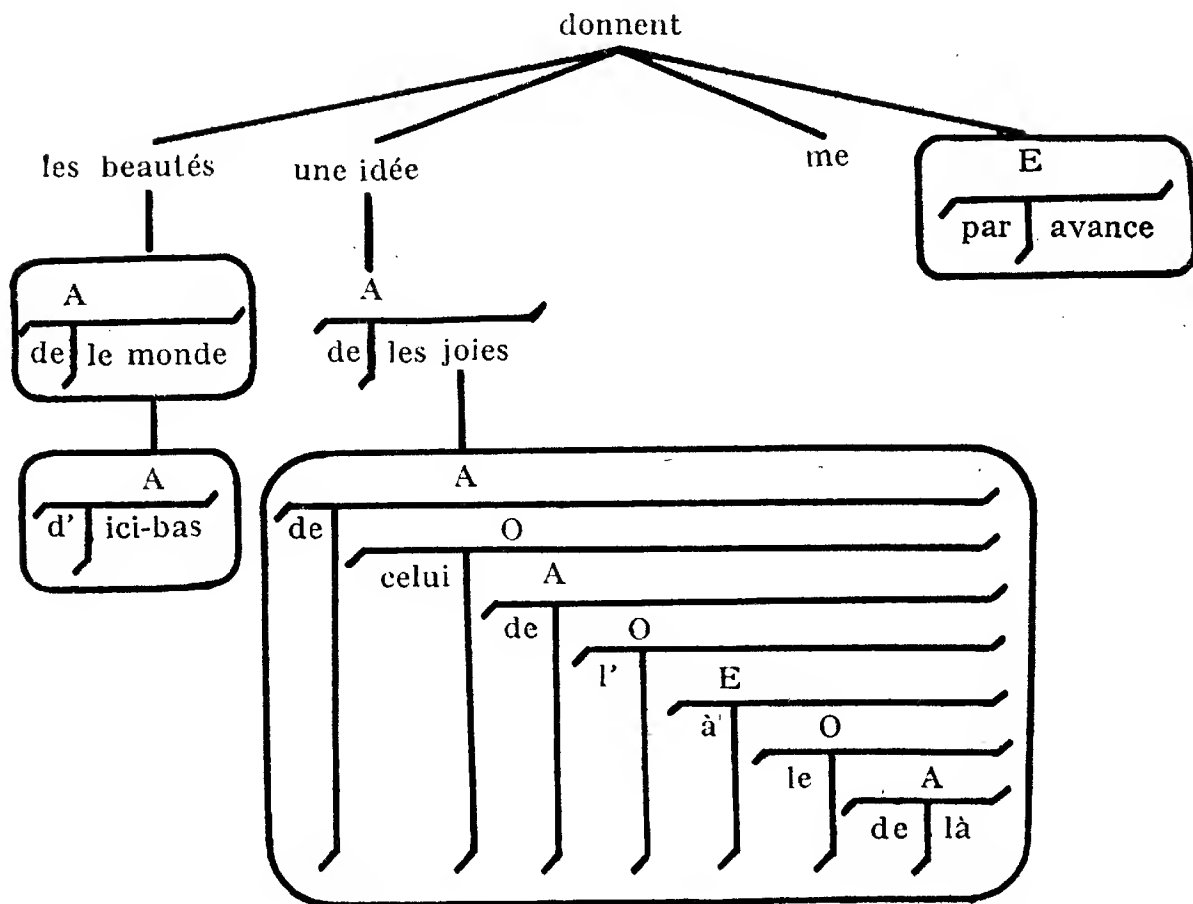 donnent
les beautés
une idée
me
E
par avance
A
de le monde
A
de les joies
A
d' ici-bas
A
de
O
celui
A
de
O
l'
E
à
O
le
A
de là